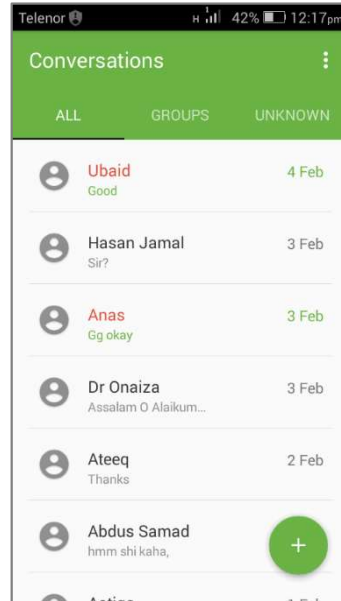 Telenor H 1 42% 12:17pm
Conversations
ALL GROUPS UNKNOWN
Ubaid 4 Feb
Good
Hasan Jamal 3 Feb
Sir?
Anas 3 Feb
Gg okay
Dr Onaiza 3 Feb
Assalam O Alaikum...
Ateeq 2 Feb
Thanks
Abdus Samad
hmm shi kaha,
+